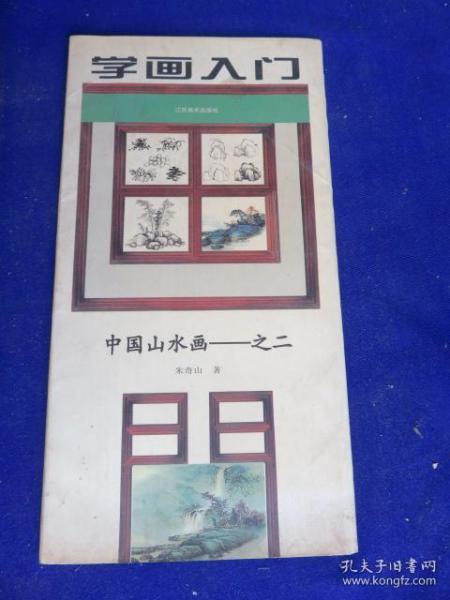 学画入门
江苏美术出版社
中国山水画——之二
朱奇山 著
孔夫子旧书网
www.kongfz.com